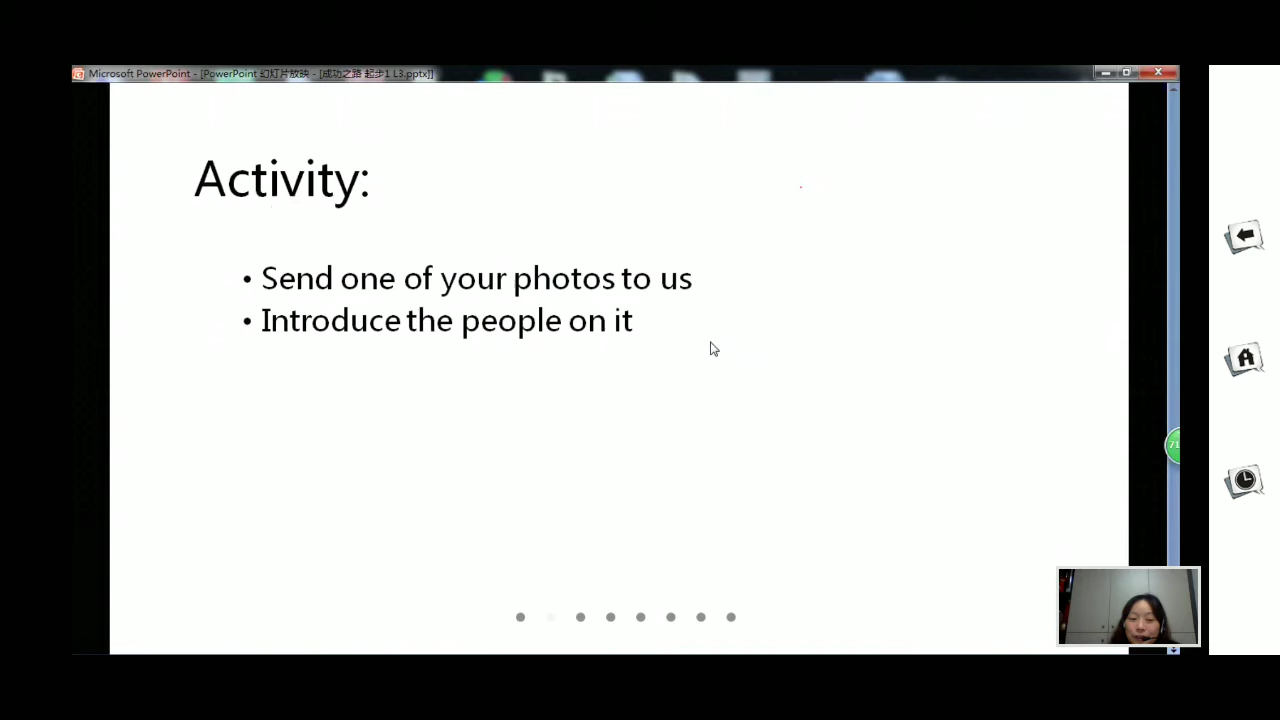 Microsoft PowerPoint - [PowerPoint 幻灯片放映 - [成功之路 起步1 L3.pptx]]
Activity:
• Send one of your photos to us
• Introduce the people on it
71